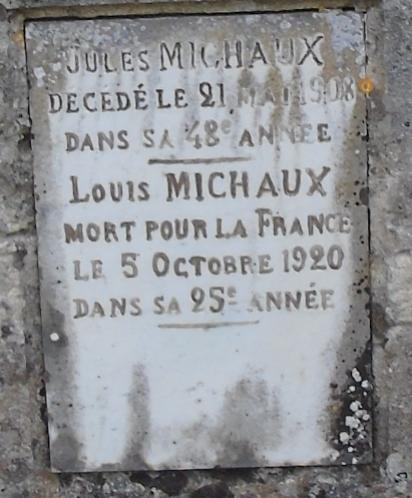 JULES MICHAUX
DECEDÉ LE 21 MAI 1908
DANS SA 48e ANNÉE
LOUIS MICHAUX
MORT POUR LA FRANCE
LE 5 OCTOBRE 1920
DANS SA 25e ANNÉE